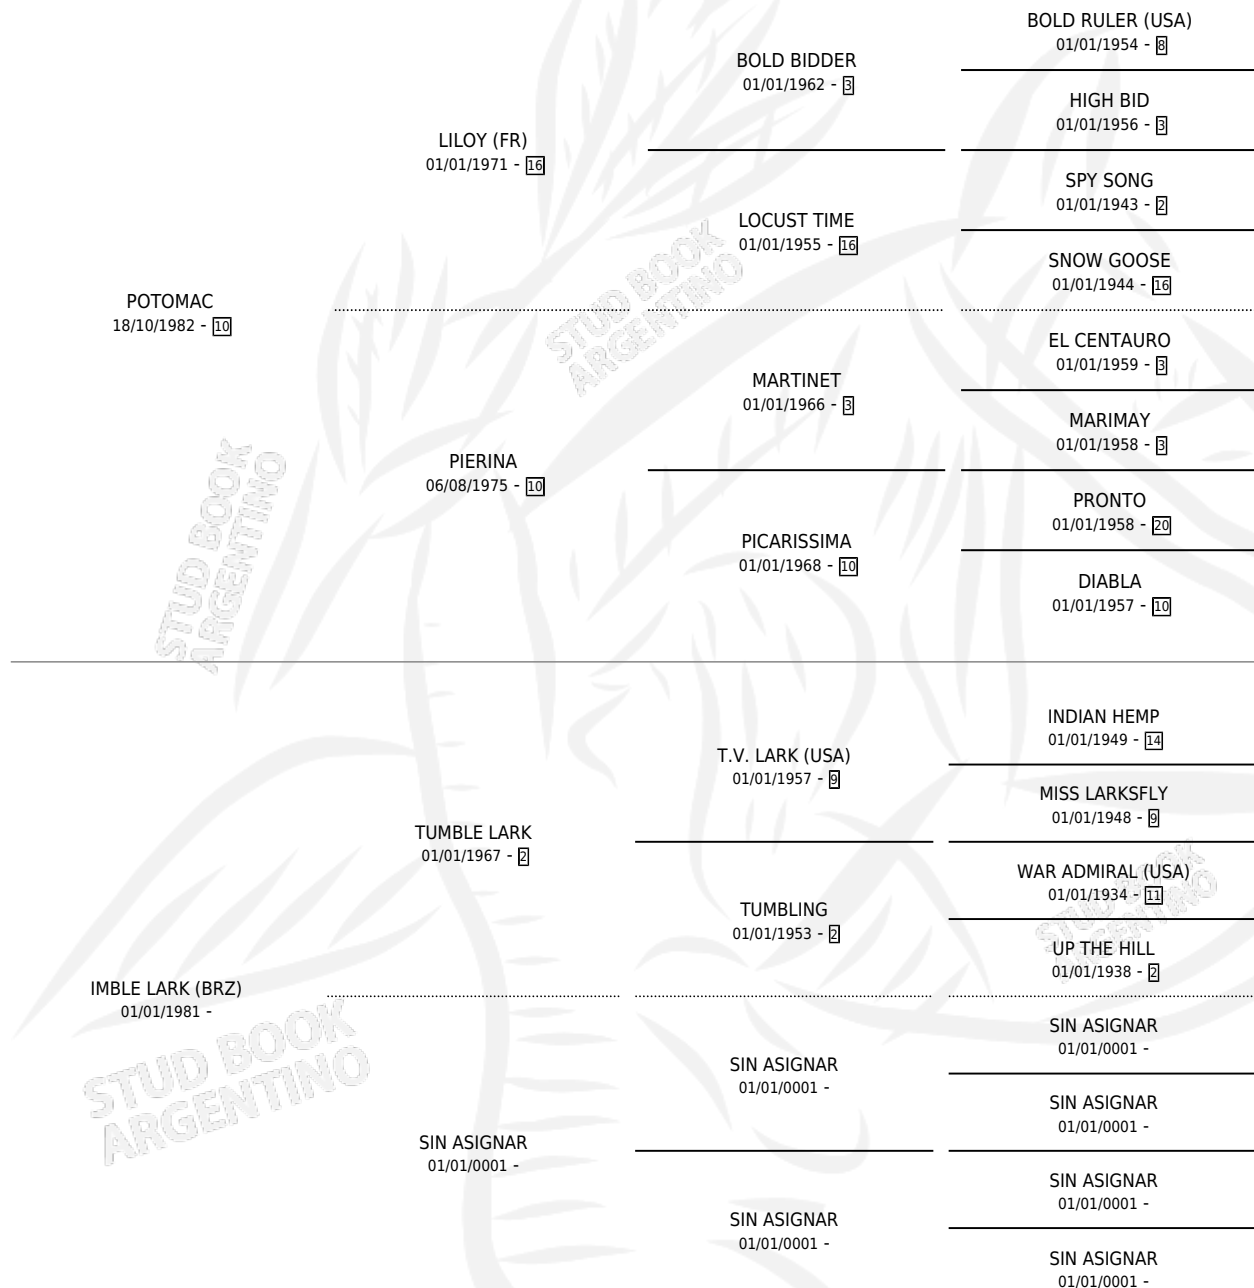 BOLD RULER (USA)
01/01/1954 - 8
BOLD BIDDER
01/01/1962 - 3
HIGH BID
01/01/1956 - 3
LILOY (FR)
01/01/1971 - 16
SPY SONG
01/01/1943 - 2
LOCUST TIME
01/01/1955 - 16
SNOW GOOSE
01/01/1944 - 16
POTOMAC
18/10/1982 - 10
EL CENTAURO
01/01/1959 - 3
MARTINET
01/01/1966 - 3
MARIMAY
01/01/1958 - 3
PIERINA
06/08/1975 - 10
PRONTO
01/01/1958 - 20
PICARISSIMA
01/01/1968 - 10
DIABLA
01/01/1957 - 10
INDIAN HEMP
01/01/1949 - 14
T.V. LARK (USA)
01/01/1957 - 9
MISS LARKSFLY
01/01/1948 - 9
TUMBLE LARK
01/01/1967 - 2
WAR ADMIRAL (USA)
01/01/1934 - 11
TUMBLING
01/01/1953 - 2
UP THE HILL
01/01/1938 - 2
IMBLE LARK (BRZ)
01/01/1981 -
SIN ASIGNAR
01/01/0001 -
SIN ASIGNAR
01/01/0001 -
SIN ASIGNAR
01/01/0001 -
SIN ASIGNAR
01/01/0001 -
SIN ASIGNAR
01/01/0001 -
SIN ASIGNAR
01/01/0001 -
SIN ASIGNAR
01/01/0001 -
STUD BOOK
ARGENTINO
STUD BOOK
ARGENTINO
STUD BOOK
ARGENTINO
STUD BOOK
ARGENTINO